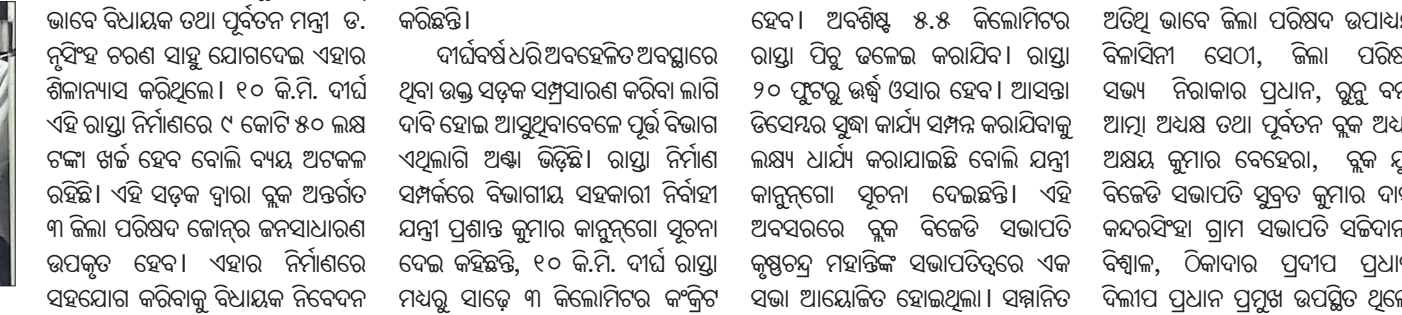 ଭାବେ ବିଧାୟକ ତଥା ପୂର୍ବତନ ମନ୍ତ୍ରୀ ଡ.
ନୃସିଂହ ଚରଣ ସାହୁ ଯୋଗଦେଇ ଏହାର
ଶିଳାନ୍ୟାସ କରିଥିଲେ। ୧୦ କି.ମି. ଦୀର୍ଘ
ଏହି ରାସ୍ତା ନିର୍ମାଣରେ ୯ କୋଟି ୫୦ ଲକ୍ଷ
ଟଙ୍କା ଖର୍ଚ୍ଚ ହେବ ବୋଲି ବ୍ୟୟ ଅଟକଳ
ରହିଛି। ଏହି ସଡ଼କ ଦ୍ୱାରା ବ୍ଲକ ଅନ୍ତର୍ଗତ
୩ ଜିଲା ପରିଷଦ ଜୋନ୍‌ର ଜନସାଧାରଣ
ଉପକୃତ ହେବ। ଏହାର ନିର୍ମାଣରେ
ସହଯୋଗ କରିବାକୁ ବିଧାୟକ ନିବେଦନ
କରିଛନ୍ତି।
ଦୀର୍ଘବର୍ଷ ଧରି ଅବହେଳିତ ଅବସ୍ଥାରେ
ଥିବା ଉକ୍ତ ସଡ଼କ ସମ୍ପ୍ରସାରଣ କରିବା ଲାଗି
ଦାବି ହୋଇ ଆସୁଥିବାବେଳେ ପୂର୍ତ୍ତ ବିଭାଗ
ଏଥିଲାଗି ଅଣ୍ଟା ଭିଡ଼ିଛି। ରାସ୍ତା ନିର୍ମାଣ
ସମ୍ପର୍କରେ ବିଭାଗୀୟ ସହକାରୀ ନିର୍ବାହୀ
ଯନ୍ତ୍ରୀ ପ୍ରଶାନ୍ତ କୁମାର କାନୁନ୍‌ଗୋ ସୂଚନା
ଦେଇ କହିଛନ୍ତି, ୧୦ କି.ମି. ଦୀର୍ଘ ରାସ୍ତା
ମଧ୍ୟରୁ ସାଢ଼େ ୩ କିଲୋମିଟର କଂକ୍ରିଟ
ହେବ। ଅବଶିଷ୍ଟ ୫.୫ କିଲୋମିଟର
ରାସ୍ତା ପିଚୁ ଢଳେଇ କରାଯିବ। ରାସ୍ତା
୨୦ ଫୁଟରୁ ଊର୍ଦ୍ଧ୍ୱ ଓସାର ହେବ। ଆସନ୍ତା
ଡିସେମ୍ବର ସୁଦ୍ଧା କାର୍ଯ୍ୟ ସମ୍ପନ୍ନ କରାଯିବାକୁ
ଲକ୍ଷ୍ୟ ଧାର୍ଯ୍ୟ କରାଯାଇଛି ବୋଲି ଯନ୍ତ୍ରୀ
କାନୁନ୍‌ଗୋ ସୂଚନା ଦେଇଛନ୍ତି। ଏହି
ଅବସରରେ ବ୍ଲକ ବିଜେଡି ସଭାପତି
କୃଷ୍ଣଚନ୍ଦ୍ର ମହାନ୍ତିଙ୍କ ସଭାପତିତ୍ୱରେ ଏକ
ସଭା ଆୟୋଜିତ ହୋଇଥିଲା। ସମ୍ମାନିତ
ଅତିଥି ଭାବେ ଜିଲା ପରିଷଦ
ବିଳାସିନୀ ସେଠୀ, ଜିଲା
ସଭ୍ୟ ନିରାକାର ପ୍ରଧାନ, ରୁନୁ
ଆତ୍ମା ଅଧ୍ୟକ୍ଷ ତଥା ପୂର୍ବତନ ବ୍ଲକ
ଅକ୍ଷୟ କୁମାର ବେହେରା, ବ୍ଲକ
ବିଜେଡି ସଭାପତି ସୁବ୍ରତ କୁମାର
କନ୍ଦରସିଂହା ଗ୍ରାମ ସଭାପତି
ବିଶ୍ୱାଳ, ଠିକାଦାର ପ୍ରଦୀପ
ଦିଲୀପ ପ୍ରଧାନ ପ୍ରମୁଖ ଉପସ୍ଥିତ